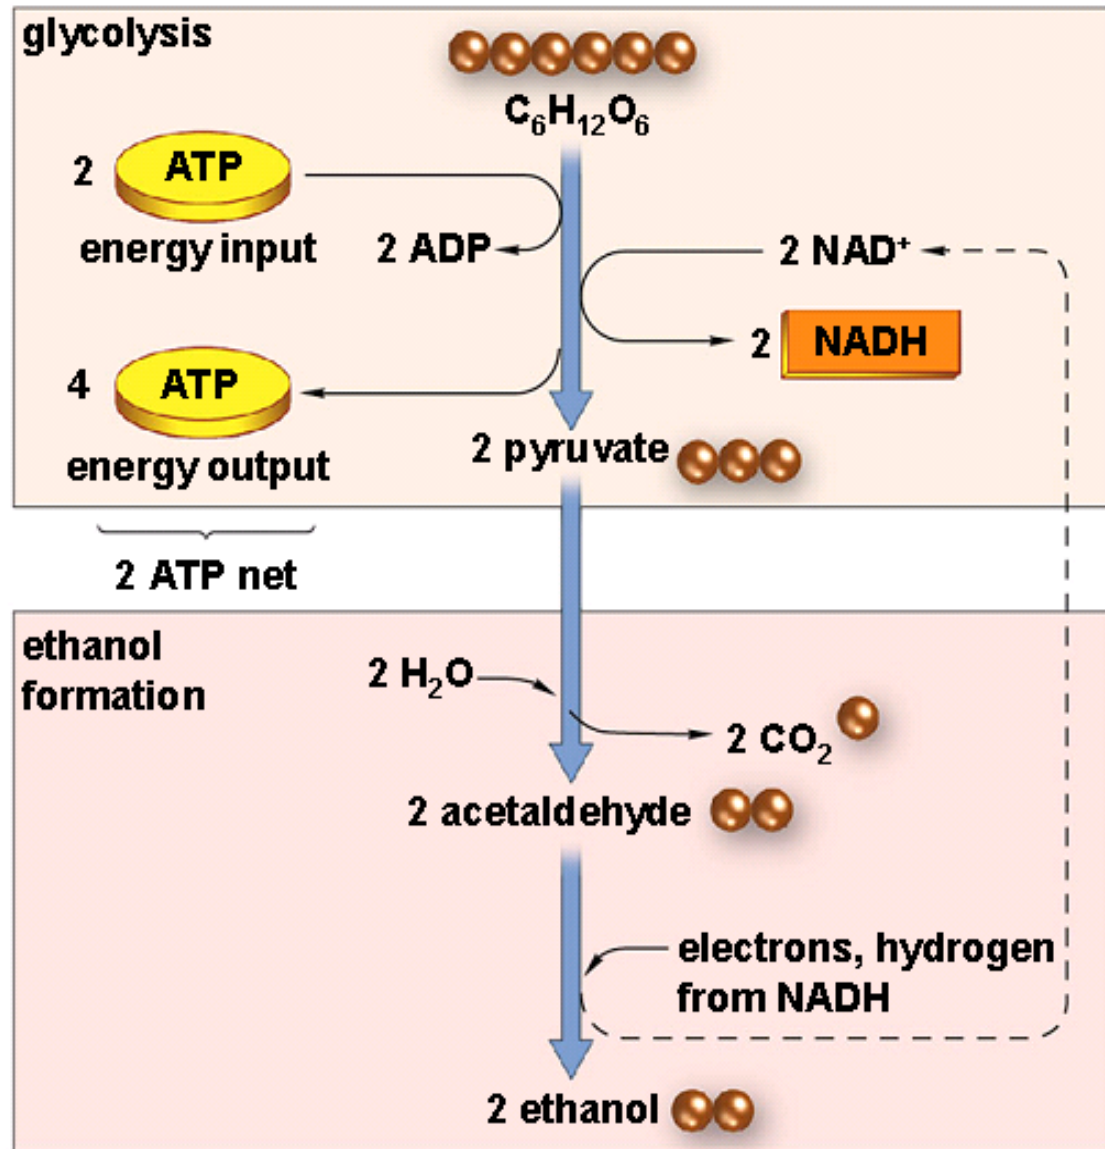 glycolysis
C₆H₁₂O₆
2 ATP
energy input
2 ADP
2 NAD⁺
2 NADH
4 ATP
energy output
2 pyruvate
2 ATP net
ethanol
formation
2 H₂O
2 CO₂
2 acetaldehyde
electrons, hydrogen
from NADH
2 ethanol